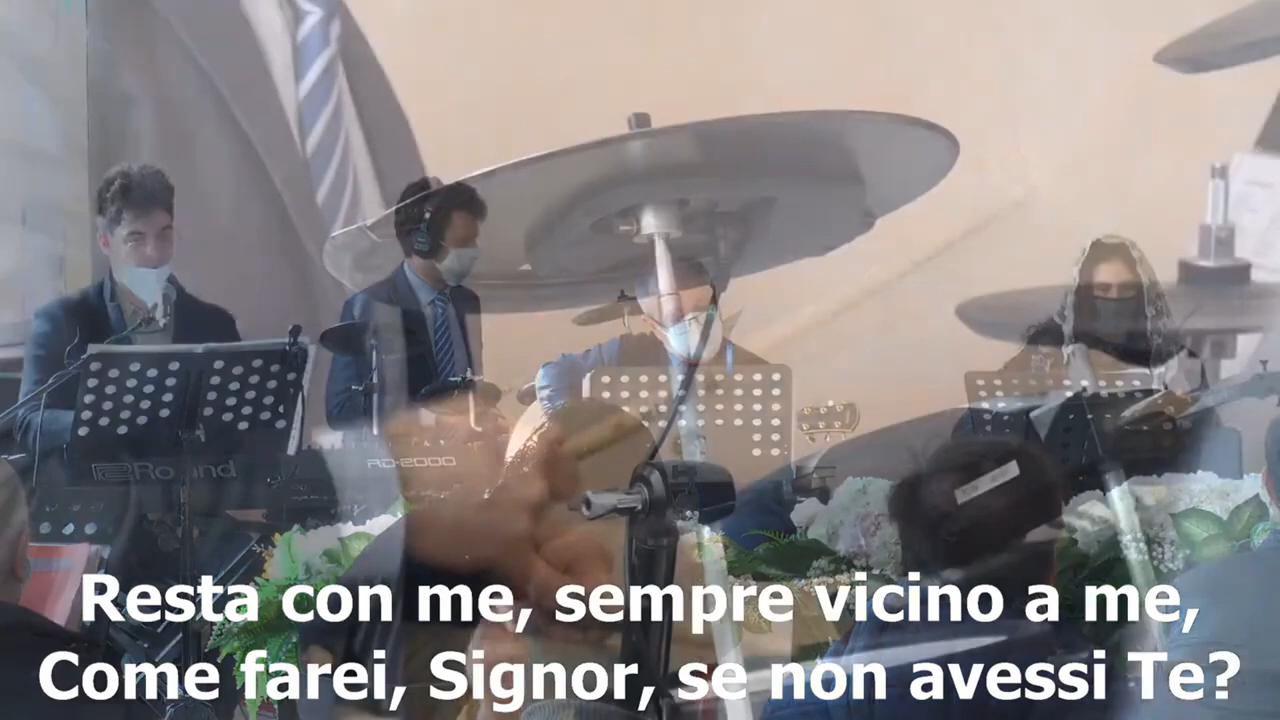 Roland
RD-2000
Resta con me, sempre vicino a me,
Come farei, Signor, se non avessi Te?